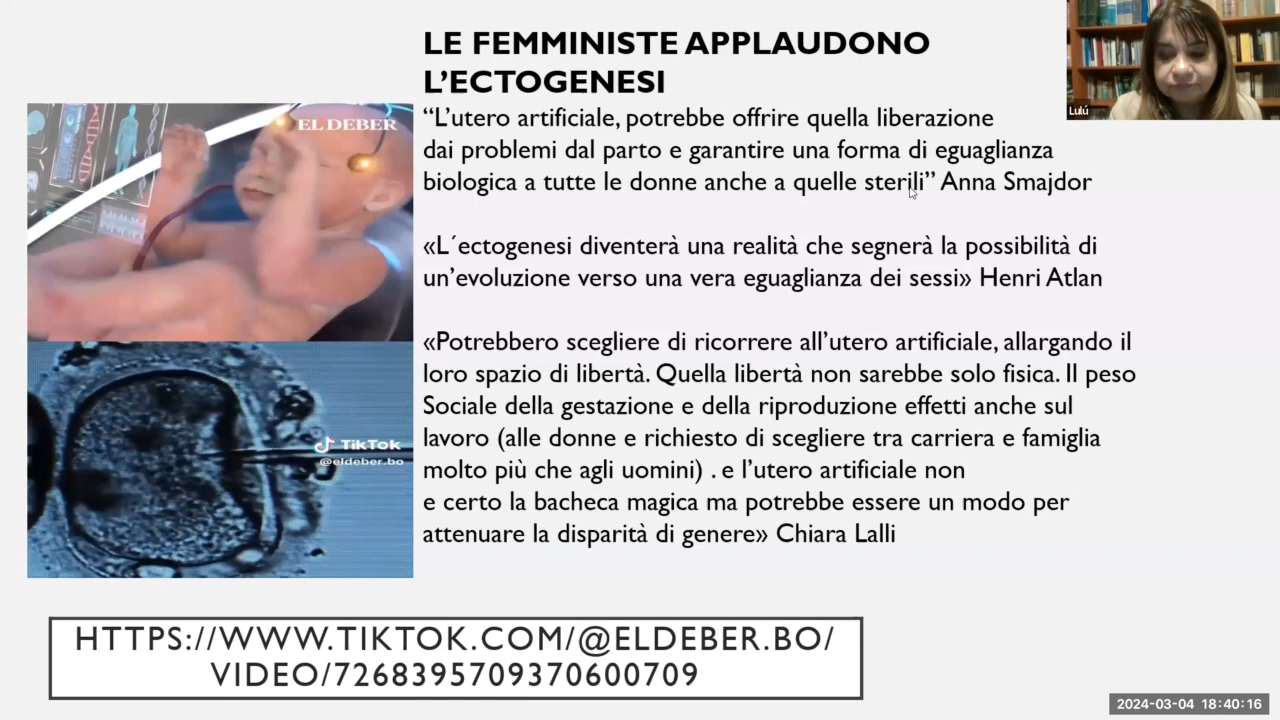 LE FEMMINISTE APPLAUDONO
L’ECTOGENESI
“L’utero artificiale, potrebbe offrire quella liberazione
dai problemi dal parto e garantire una forma di eguaglianza
biologica a tutte le donne anche a quelle sterili” Anna Smajdor
«L´ectogenesi diventerà una realtà che segnerà la possibilità di
un’evoluzione verso una vera eguaglianza dei sessi» Henri Atlan
«Potrebbero scegliere di ricorrere all’utero artificiale, allargando il
loro spazio di libertà. Quella libertà non sarebbe solo fisica. Il peso
Sociale della gestazione e della riproduzione effetti anche sul
lavoro (alle donne e richiesto di scegliere tra carriera e famiglia
molto più che agli uomini) . e l’utero artificiale non
e certo la bacheca magica ma potrebbe essere un modo per
attenuare la disparità di genere» Chiara Lalli
EL DEBER
TikTok
@eldeber.bo
HTTPS://WWW.TIKTOK.COM/@ELDEBER.BO/
VIDEO/7268395709370600709
Lulú
2024-03-04 18:40:16